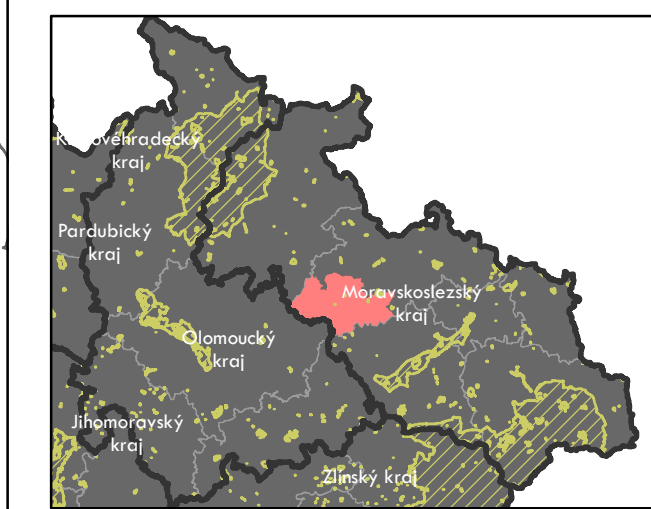 Královéhradecký
kraj
Pardubický
kraj
Moravskoslezský
kraj
Olomoucký
kraj
Jihomoravský
kraj
Zlínský kraj